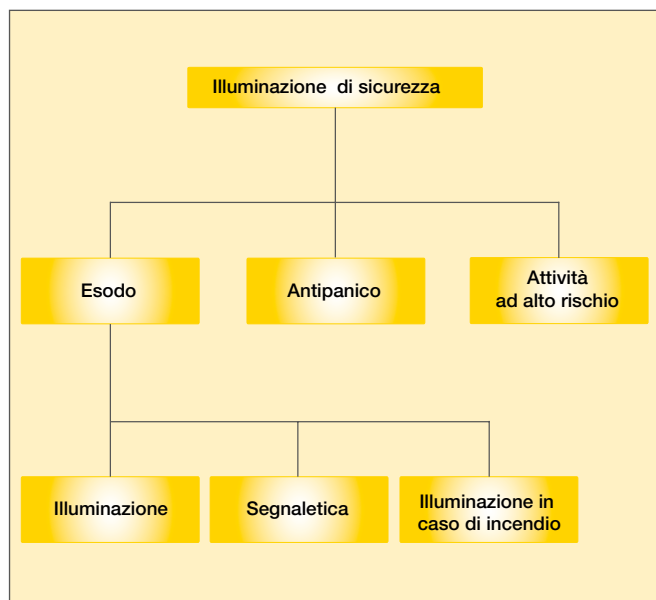 Illuminazione di sicurezza
Esodo
Antipanico
Attività
ad alto rischio
Illuminazione
Segnaletica
Illuminazione in
caso di incendio